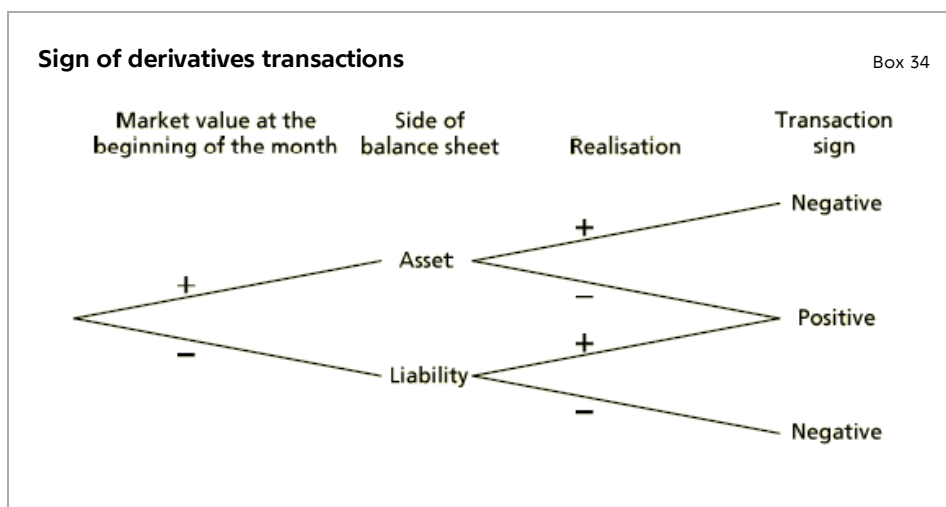 Sign of derivatives transactions
Box 34
Market value at the beginning of the month
Side of balance sheet
Realisation
Transaction sign
Negative
+
Asset
+
−
Positive
−
+
Liability
−
Negative